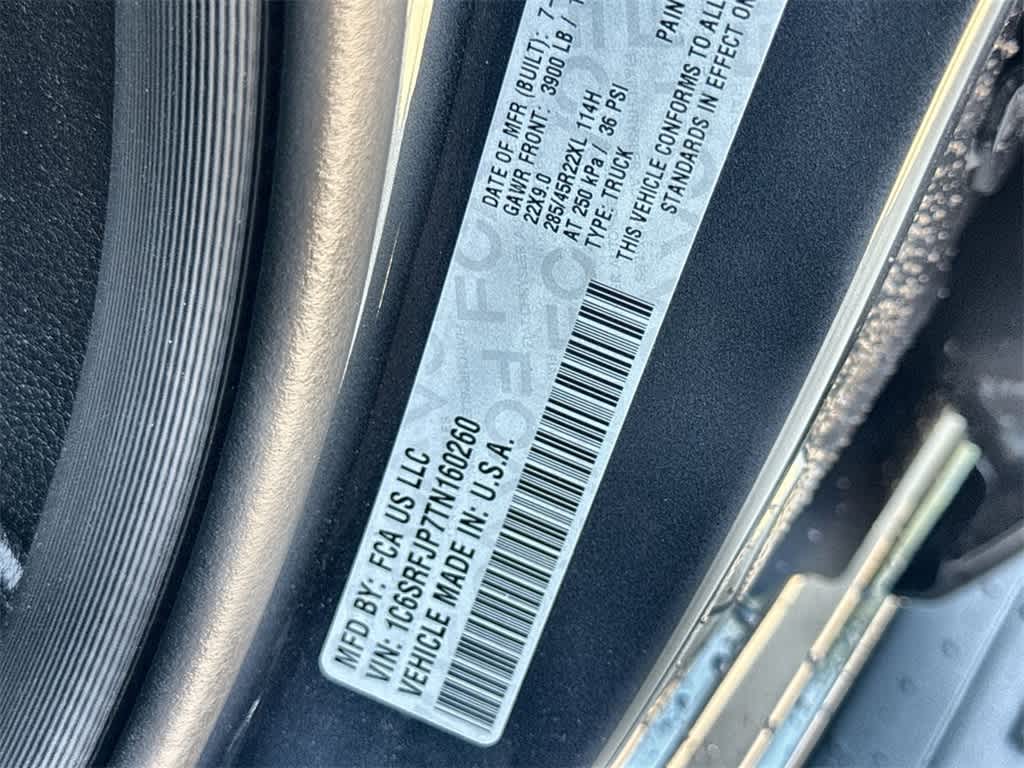 MFD BY: FCA US LLC
VIN: 1C6SRFJP7TN160260
VEHICLE MADE IN: U.S.A.
DATE OF MFR (BUILT): 7-
GAWR FRONT: 3900 LB /
22X9.0
285/45R22XL 114H
AT 250 kPa / 36 PSI
TYPE: TRUCK
THIS VEHICLE CONFORMS TO ALL
STANDARDS IN EFFECT ON